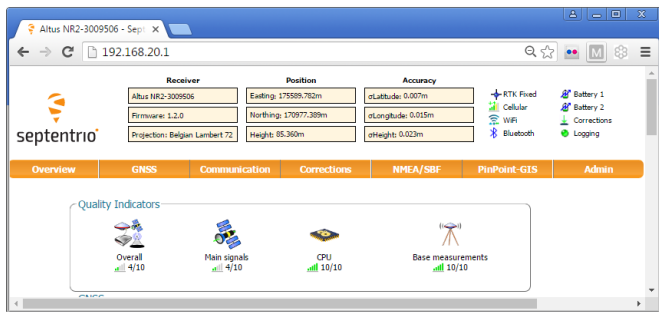 Altus NR2-3009506 - Sept
192.168.20.1
Receiver Position Accuracy
Altus NR2-3009506 Easting: 175589.782m σLatitude: 0.007m RTK Fixed Battery 1
Cellular Battery 2
Firmware: 1.2.0 Northing: 170977.389m σLongitude: 0.015m WiFi Corrections
septentrio Projection: Belgian Lambert 72 Height: 85.360m σHeight: 0.023m Bluetooth Logging
Overview GNSS Communication Corrections NMEA/SBF PinPoint-GIS Admin
Quality Indicators
Overall Main signals CPU Base measurements
4/10 4/10 10/10 10/10
GNSS